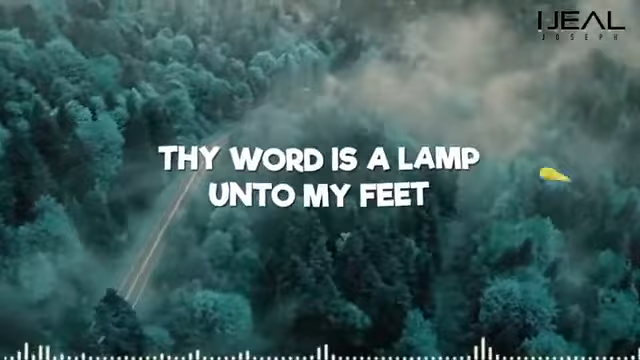 IJEAL
JOSEPH
THY WORD IS A LAMP
UNTO MY FEET